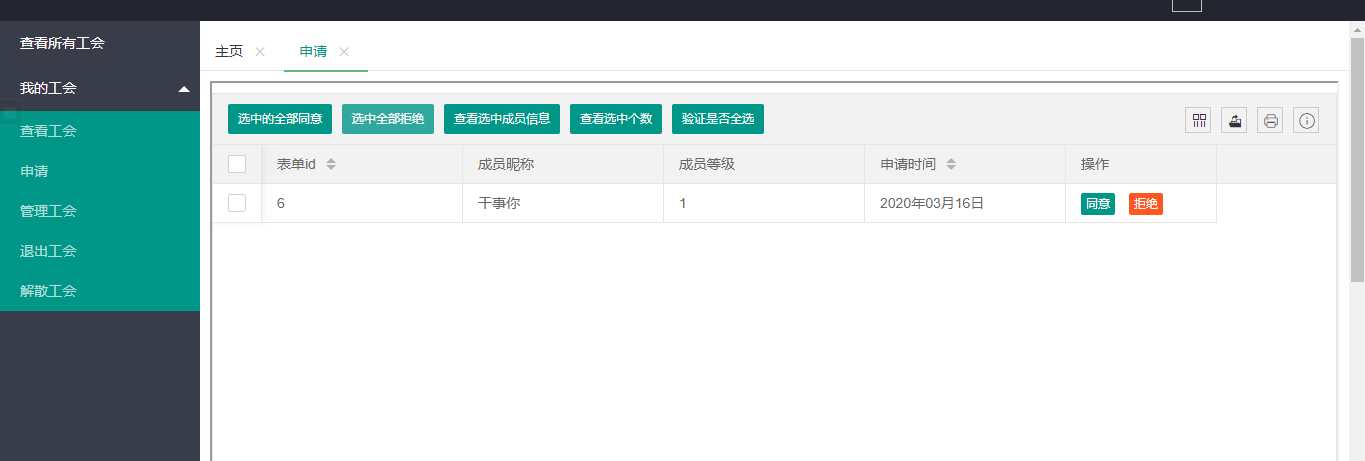 查看所有工会
我的工会
查看工会
申请
管理工会
退出工会
解散工会
主页
申请
选中的全部同意 选中全部拒绝 查看选中成员信息 查看选中个数 验证是否全选
表单id 成员昵称 成员等级 申请时间 操作
6 干事你 1 2020年03月16日 同意 拒绝